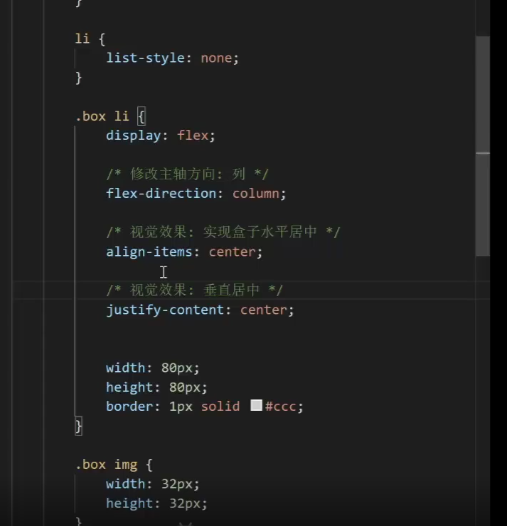 }
li {
list-style: none;
}
.box li {
display: flex;
/* 修改主轴方向: 列 */
flex-direction: column;
/* 视觉效果: 实现盒子水平居中 */
align-items: center;
/* 视觉效果: 垂直居中 */
justify-content: center;
width: 80px;
height: 80px;
border: 1px solid #ccc;
}
.box img {
width: 32px;
height: 32px;
}